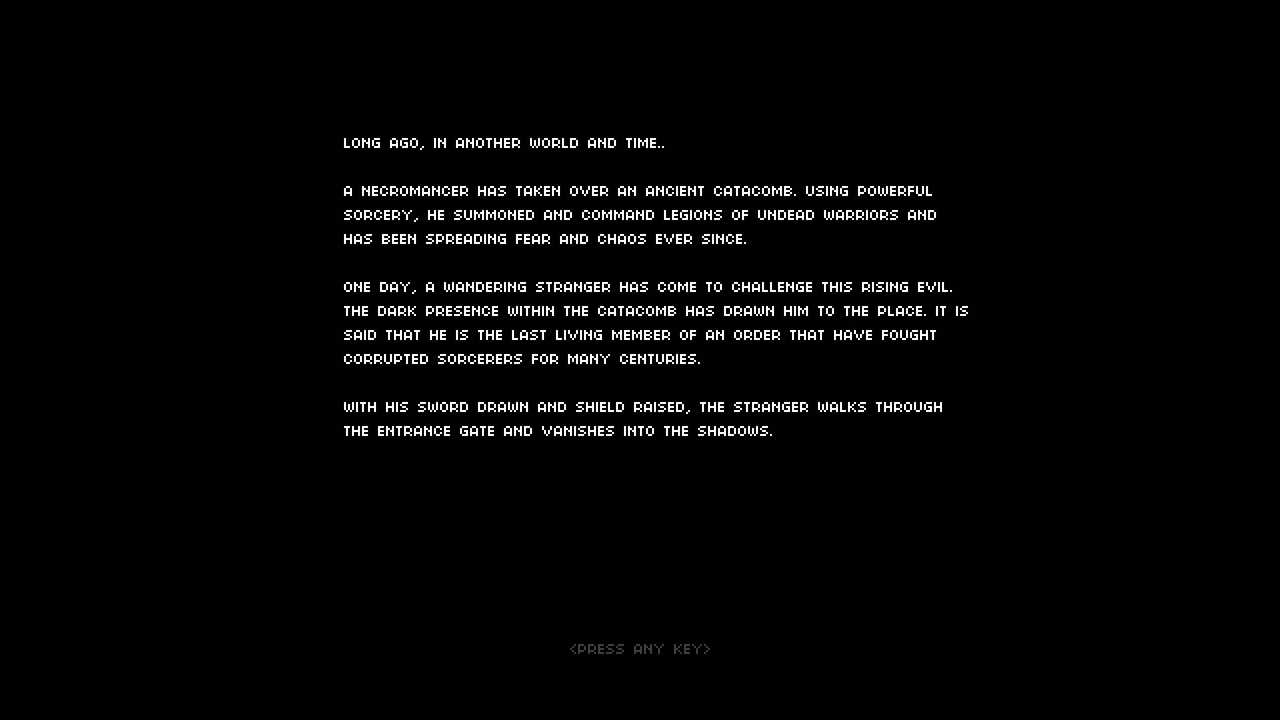 LONG AGO, IN ANOTHER WORLD AND TIME..
A NECROMANCER HAS TAKEN OVER AN ANCIENT CATACOMB. USING POWERFUL
SORCERY, HE SUMMONED AND COMMAND LEGIONS OF UNDEAD WARRIORS AND
HAS BEEN SPREADING FEAR AND CHAOS EVER SINCE.
ONE DAY, A WANDERING STRANGER HAS COME TO CHALLENGE THIS RISING EVIL.
THE DARK PRESENCE WITHIN THE CATACOMB HAS DRAWN HIM TO THE PLACE. IT IS
SAID THAT HE IS THE LAST LIVING MEMBER OF AN ORDER THAT HAVE FOUGHT
CORRUPTED SORCERERS FOR MANY CENTURIES.
WITH HIS SWORD DRAWN AND SHIELD RAISED, THE STRANGER WALKS THROUGH
THE ENTRANCE GATE AND VANISHES INTO THE SHADOWS.
<PRESS ANY KEY>